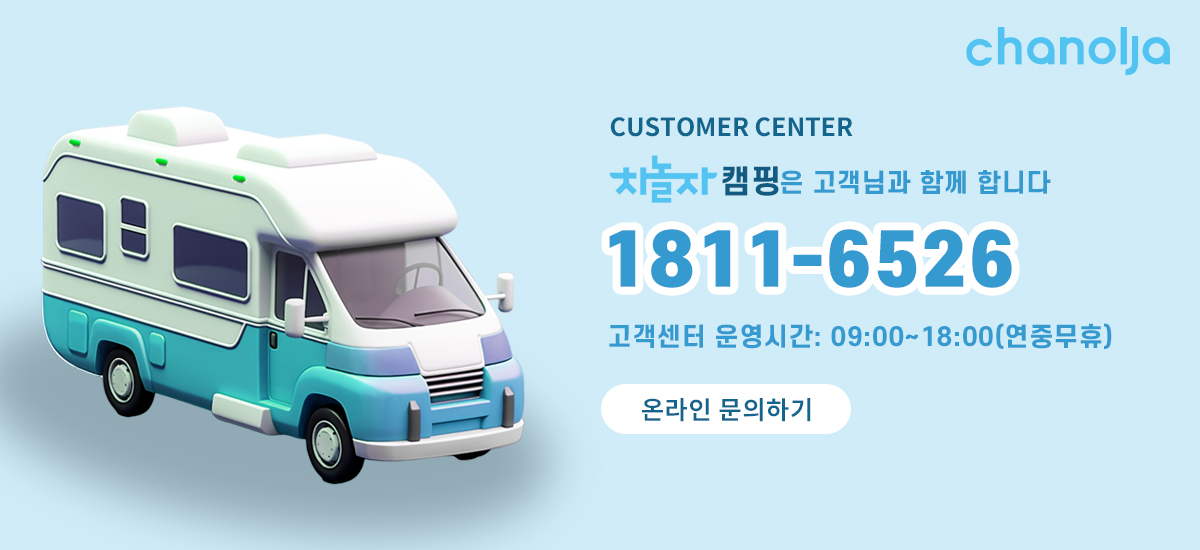 chanolja
CUSTOMER CENTER
차놀자 캠핑은 고객님과 함께 합니다
1811-6526
고객센터 운영시간: 09:00~18:00(연중무휴)
온라인 문의하기